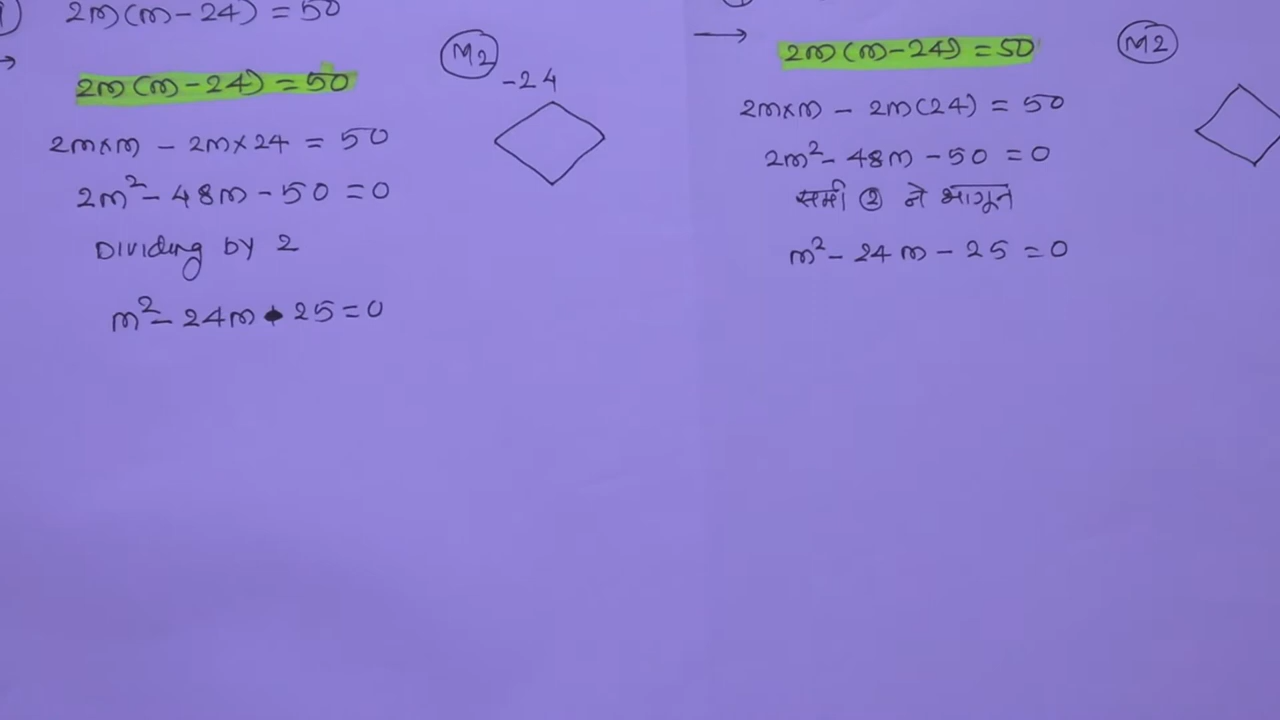 1) 2m(m-24) = 50
→
2m(m-24) = 50
2m×m - 2m×24 = 50
2m² - 48m - 50 = 0
Dividing by 2
m² - 24m - 25 = 0
M2
-24
→ 2m(m-24) = 50
2m×m - 2m(24) = 50
2m² - 48m - 50 = 0
समी ② ने भागून
m² - 24m - 25 = 0
M2